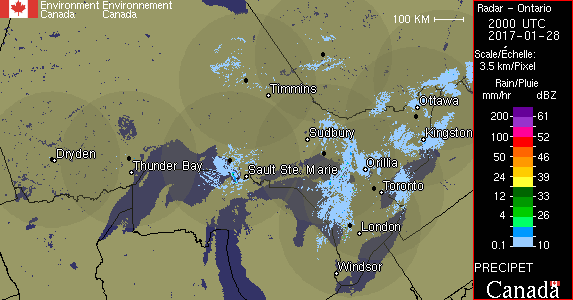 Environment Environnement
Canada Canada
100 KM
Timmins
Ottawa
Sudbury
Kingston
Dryden
Thunder Bay
Sault Ste. Marie
Orillia
Toronto
London
Windsor
Radar - Ontario
2000 UTC
2017-01-28
Scale/Échelle:
3.5 km/Pixel
Rain/Pluie
mm/hr dBZ
200 61
100 52
50 46
24 39
12 33
4 26
1 18
0.1 10
PRECIPET
Canada